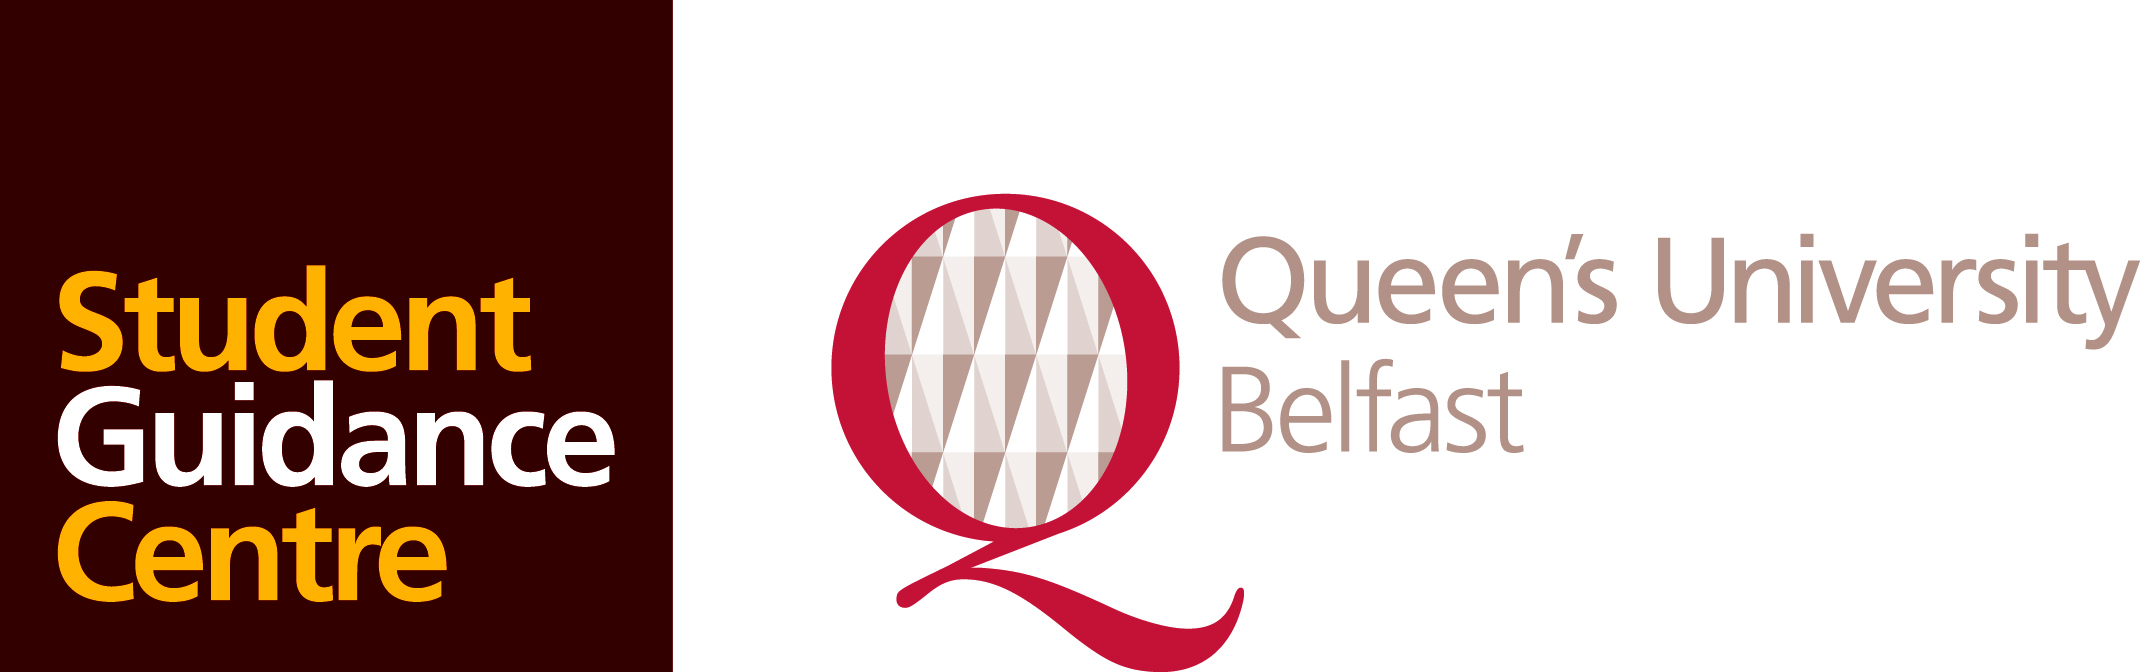 Student
Guidance
Centre
Queen's University
Belfast